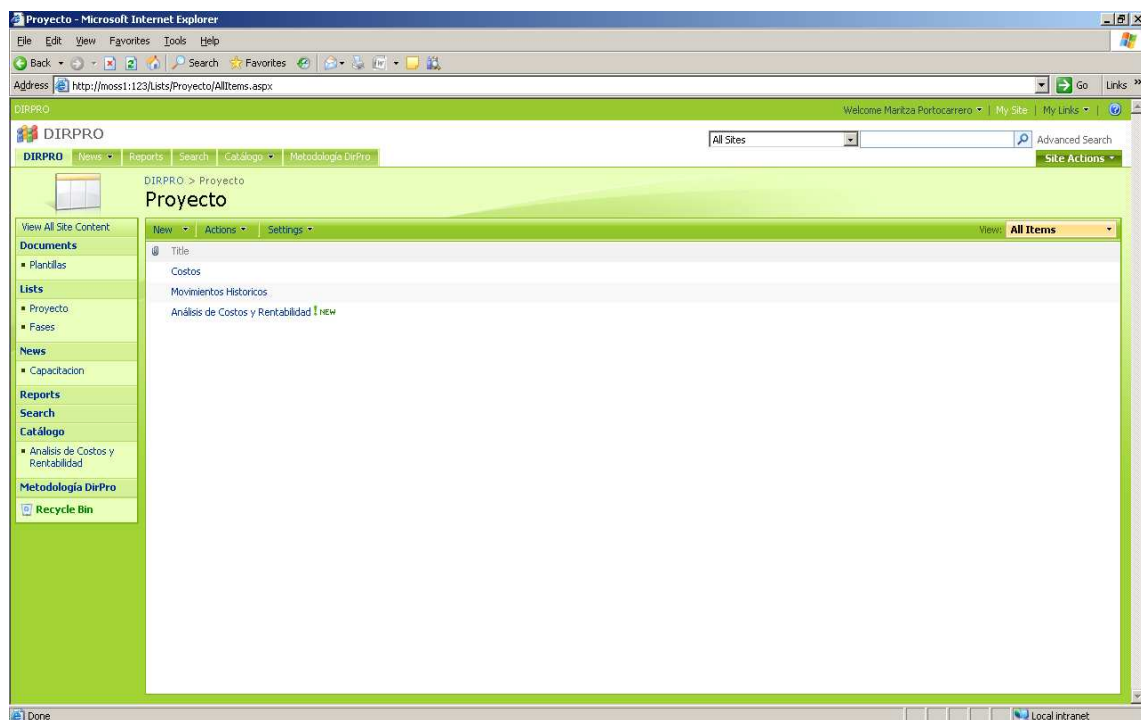 Proyecto - Microsoft Internet Explorer
File Edit View Favorites Tools Help
Back Search Favorites
Address http://moss1:123/Lists/Proyecto/AllItems.aspx Go Links »
DIRPRO Welcome Maritza Portocarrero | My Site | My Links |
DIRPRO All Sites Advanced Search
DIRPRO News Reports Search Catálogo Metodología DirPro Site Actions
DIRPRO > Proyecto
Proyecto
View All Site Content
Documents
Plantillas
Lists
Proyecto
Fases
News
Capacitacion
Reports
Search
Catálogo
Analisis de Costos y
Rentabilidad
Metodología DirPro
Recycle Bin
New Actions Settings View: All Items
Title
Costos
Movimientos Historicos
Análisis de Costos y Rentabilidad ! NEW
Done Local intranet